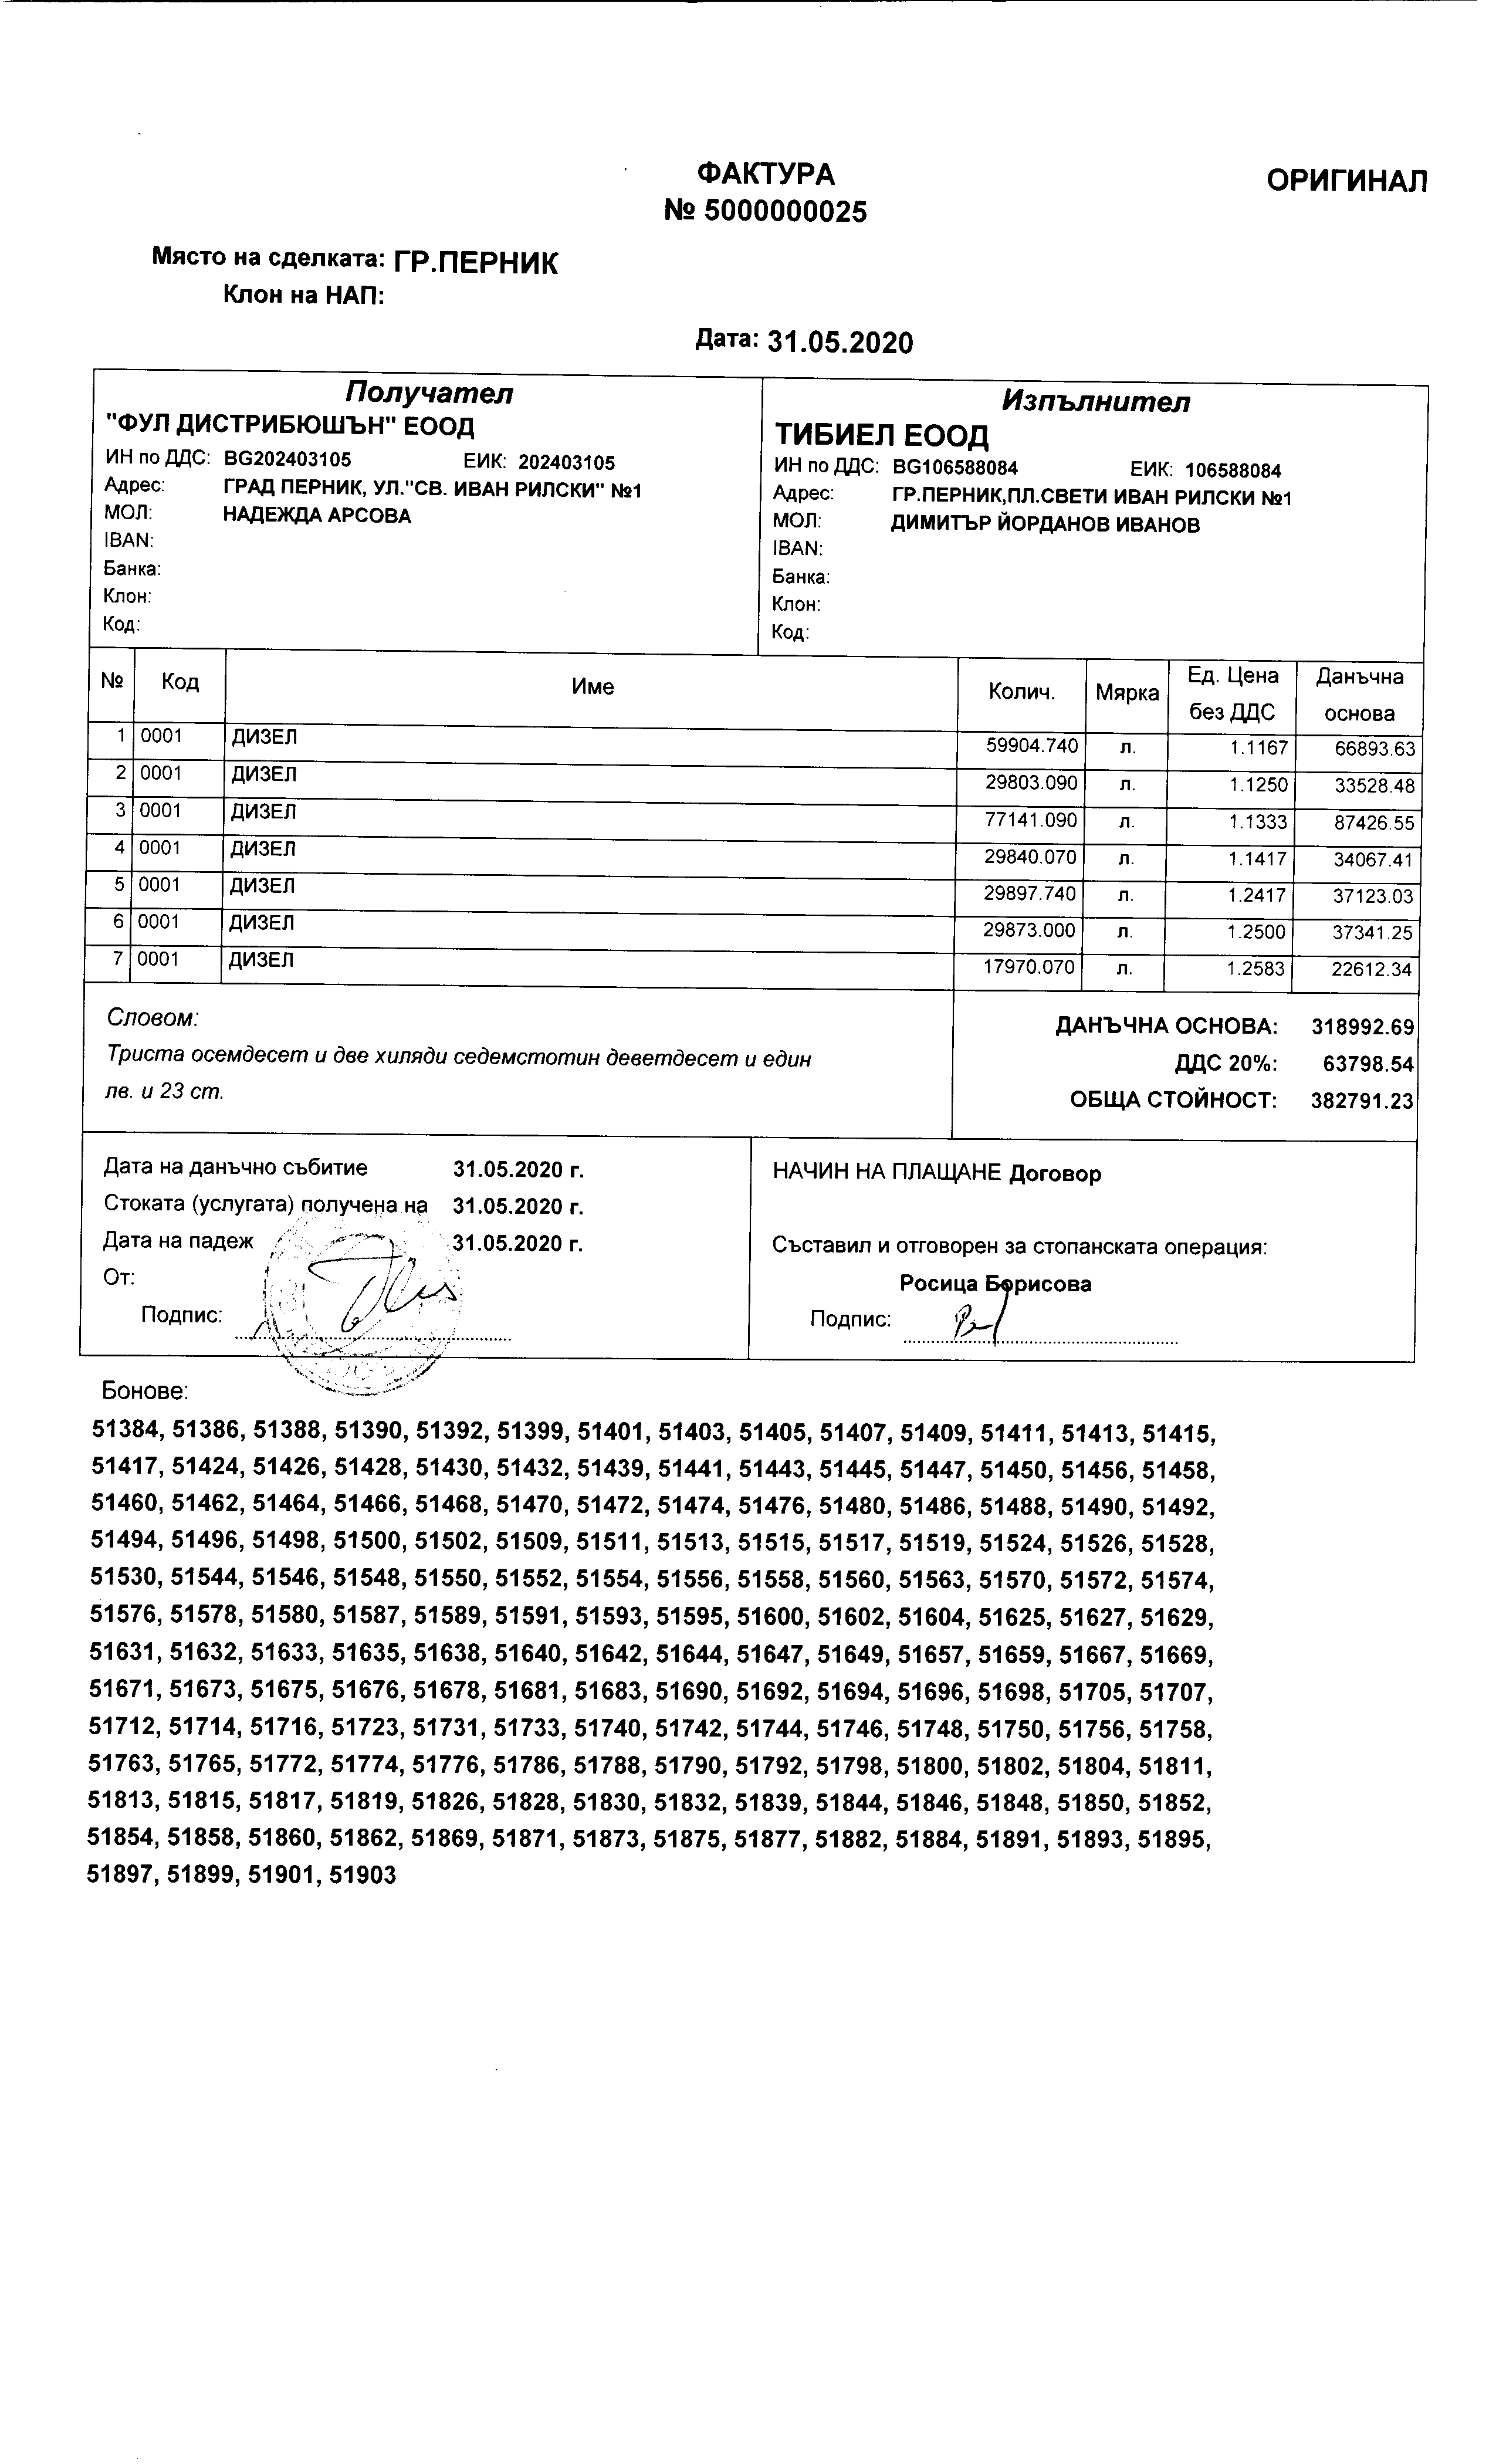 ФАКТУРА
ОРИГИНАЛ
№ 5000000025
Място на сделката: ГР.ПЕРНИК
Клон на НАП:
Дата: 31.05.2020
Получател
"ФУЛ ДИСТРИБЮШЪН" ЕООД
ИН по ДДС: BG202403105 ЕИК: 202403105
Адрес: ГРАД ПЕРНИК, УЛ."СВ. ИВАН РИЛСКИ" №1
МОЛ: НАДЕЖДА АРСОВА
IBAN:
Банка:
Клон:
Код:
Изпълнител
ТИБИЕЛ ЕООД
ИН по ДДС: BG106588084 ЕИК: 106588084
Адрес: ГР.ПЕРНИК,ПЛ.СВЕТИ ИВАН РИЛСКИ №1
МОЛ: ДИМИТЪР ЙОРДАНОВ ИВАНОВ
IBAN:
Банка:
Клон:
Код:
№ Код Име Колич. Мярка Ед. Цена без ДДС Данъчна основа
1 0001 ДИЗЕЛ 59904.740 л. 1.1167 66893.63
2 0001 ДИЗЕЛ 29803.090 л. 1.1250 33528.48
3 0001 ДИЗЕЛ 77141.090 л. 1.1333 87426.55
4 0001 ДИЗЕЛ 29840.070 л. 1.1417 34067.41
5 0001 ДИЗЕЛ 29897.740 л. 1.2417 37123.03
6 0001 ДИЗЕЛ 29873.000 л. 1.2500 37341.25
7 0001 ДИЗЕЛ 17970.070 л. 1.2583 22612.34
Словом:
Триста осемдесет и две хиляди седемстотин деветдесет и един
лв. и 23 ст.
ДАНЪЧНА ОСНОВА: 318992.69
ДДС 20%: 63798.54
ОБЩА СТОЙНОСТ: 382791.23
Дата на данъчно събитие 31.05.2020 г.
Стоката (услугата) получена на 31.05.2020 г.
Дата на падеж 31.05.2020 г.
От:
Подпис:
НАЧИН НА ПЛАЩАНЕ Договор
Съставил и отговорен за стопанската операция:
Росица Борисова
Подпис:
Бонове:
51384, 51386, 51388, 51390, 51392, 51399, 51401, 51403, 51405, 51407, 51409, 51411, 51413, 51415,
51417, 51424, 51426, 51428, 51430, 51432, 51439, 51441, 51443, 51445, 51447, 51450, 51456, 51458,
51460, 51462, 51464, 51466, 51468, 51470, 51472, 51474, 51476, 51480, 51486, 51488, 51490, 51492,
51494, 51496, 51498, 51500, 51502, 51509, 51511, 51513, 51515, 51517, 51519, 51524, 51526, 51528,
51530, 51544, 51546, 51548, 51550, 51552, 51554, 51556, 51558, 51560, 51563, 51570, 51572, 51574,
51576, 51578, 51580, 51587, 51589, 51591, 51593, 51595, 51600, 51602, 51604, 51625, 51627, 51629,
51631, 51632, 51633, 51635, 51638, 51640, 51642, 51644, 51647, 51649, 51657, 51659, 51667, 51669,
51671, 51673, 51675, 51676, 51678, 51681, 51683, 51690, 51692, 51694, 51696, 51698, 51705, 51707,
51712, 51714, 51716, 51723, 51731, 51733, 51740, 51742, 51744, 51746, 51748, 51750, 51756, 51758,
51763, 51765, 51772, 51774, 51776, 51786, 51788, 51790, 51792, 51798, 51800, 51802, 51804, 51811,
51813, 51815, 51817, 51819, 51826, 51828, 51830, 51832, 51839, 51844, 51846, 51848, 51850, 51852,
51854, 51858, 51860, 51862, 51869, 51871, 51873, 51875, 51877, 51882, 51884, 51891, 51893, 51895,
51897, 51899, 51901, 51903